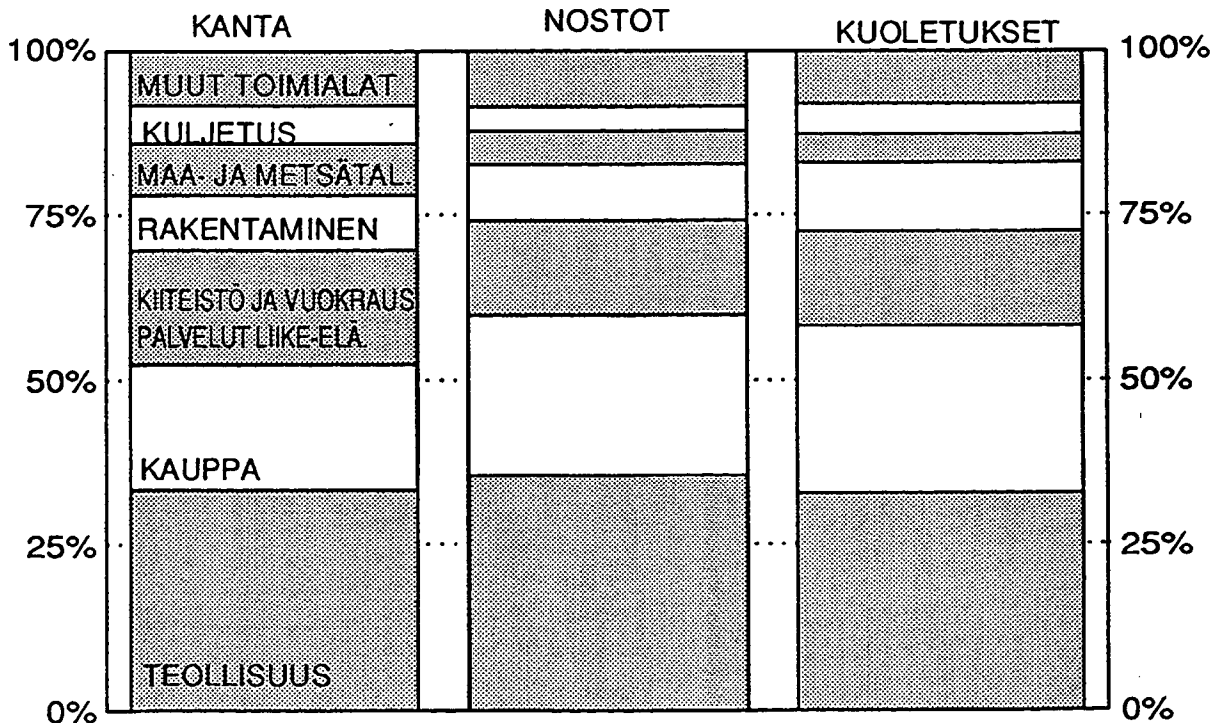 KANTA
NOSTOT
KUOLETUKSET
100%
100%
MUUT TOIMIALAT
KULJETUS
MAA- JA METSÄTAL.
75%
75%
RAKENTAMINEN
KIITEISTÖ JA VUOKRAUS
PALVELUT LIIKE-ELÄ.
50%
50%
KAUPPA
25%
25%
TEOLLISUUS
0%
0%